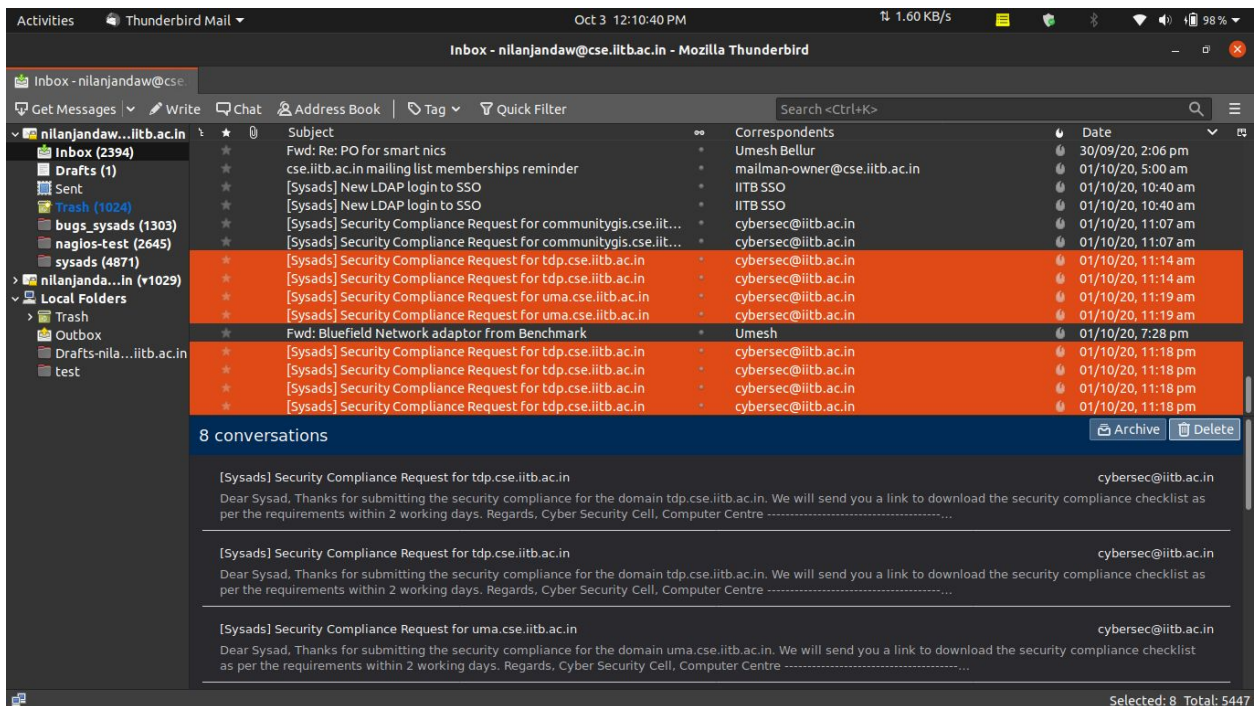 Activities Thunderbird Mail Oct 3 12:10:40 PM 1.60 KB/s 98 %
Inbox - nilanjandaw@cse.iitb.ac.in - Mozilla Thunderbird
Inbox - nilanjandaw@cse.
Get Messages Write Chat Address Book Tag Quick Filter Search <Ctrl+K>
nilanjandaw...iitb.ac.in Subject Correspondents Date
Inbox (2394) Fwd: Re: PO for smart nics Umesh Bellur 30/09/20, 2:06 pm
Drafts (1) cse.iitb.ac.in mailing list memberships reminder mailman-owner@cse.iitb.ac.in 01/10/20, 5:00 am
Sent [Sysads] New LDAP login to SSO IITB SSO 01/10/20, 10:40 am
Trash (1024) [Sysads] New LDAP login to SSO IITB SSO 01/10/20, 10:40 am
bugs_sysads (1303) [Sysads] Security Compliance Request for communitygis.cse.iit... cybersec@iitb.ac.in 01/10/20, 11:07 am
nagios-test (2645) [Sysads] Security Compliance Request for communitygis.cse.iit... cybersec@iitb.ac.in 01/10/20, 11:07 am
sysads (4871) [Sysads] Security Compliance Request for tdp.cse.iitb.ac.in cybersec@iitb.ac.in 01/10/20, 11:14 am
nilanjanda...in (▾1029) [Sysads] Security Compliance Request for tdp.cse.iitb.ac.in cybersec@iitb.ac.in 01/10/20, 11:14 am
Local Folders [Sysads] Security Compliance Request for uma.cse.iitb.ac.in cybersec@iitb.ac.in 01/10/20, 11:19 am
Trash [Sysads] Security Compliance Request for uma.cse.iitb.ac.in cybersec@iitb.ac.in 01/10/20, 11:19 am
Outbox Fwd: Bluefield Network adaptor from Benchmark Umesh 01/10/20, 7:28 pm
Drafts-nila...iitb.ac.in [Sysads] Security Compliance Request for tdp.cse.iitb.ac.in cybersec@iitb.ac.in 01/10/20, 11:18 pm
test [Sysads] Security Compliance Request for tdp.cse.iitb.ac.in cybersec@iitb.ac.in 01/10/20, 11:18 pm
[Sysads] Security Compliance Request for tdp.cse.iitb.ac.in cybersec@iitb.ac.in 01/10/20, 11:18 pm
[Sysads] Security Compliance Request for tdp.cse.iitb.ac.in cybersec@iitb.ac.in 01/10/20, 11:18 pm
8 conversations Archive Delete
[Sysads] Security Compliance Request for tdp.cse.iitb.ac.in cybersec@iitb.ac.in
Dear Sysad, Thanks for submitting the security compliance for the domain tdp.cse.iitb.ac.in. We will send you a link to download the security compliance checklist as
per the requirements within 2 working days. Regards, Cyber Security Cell, Computer Centre --------------------------------------...
[Sysads] Security Compliance Request for tdp.cse.iitb.ac.in cybersec@iitb.ac.in
Dear Sysad, Thanks for submitting the security compliance for the domain tdp.cse.iitb.ac.in. We will send you a link to download the security compliance checklist as
per the requirements within 2 working days. Regards, Cyber Security Cell, Computer Centre --------------------------------------...
[Sysads] Security Compliance Request for uma.cse.iitb.ac.in cybersec@iitb.ac.in
Dear Sysad, Thanks for submitting the security compliance for the domain uma.cse.iitb.ac.in. We will send you a link to download the security compliance checklist
as per the requirements within 2 working days. Regards, Cyber Security Cell, Computer Centre --------------------------------------...
Selected: 8 Total: 5447